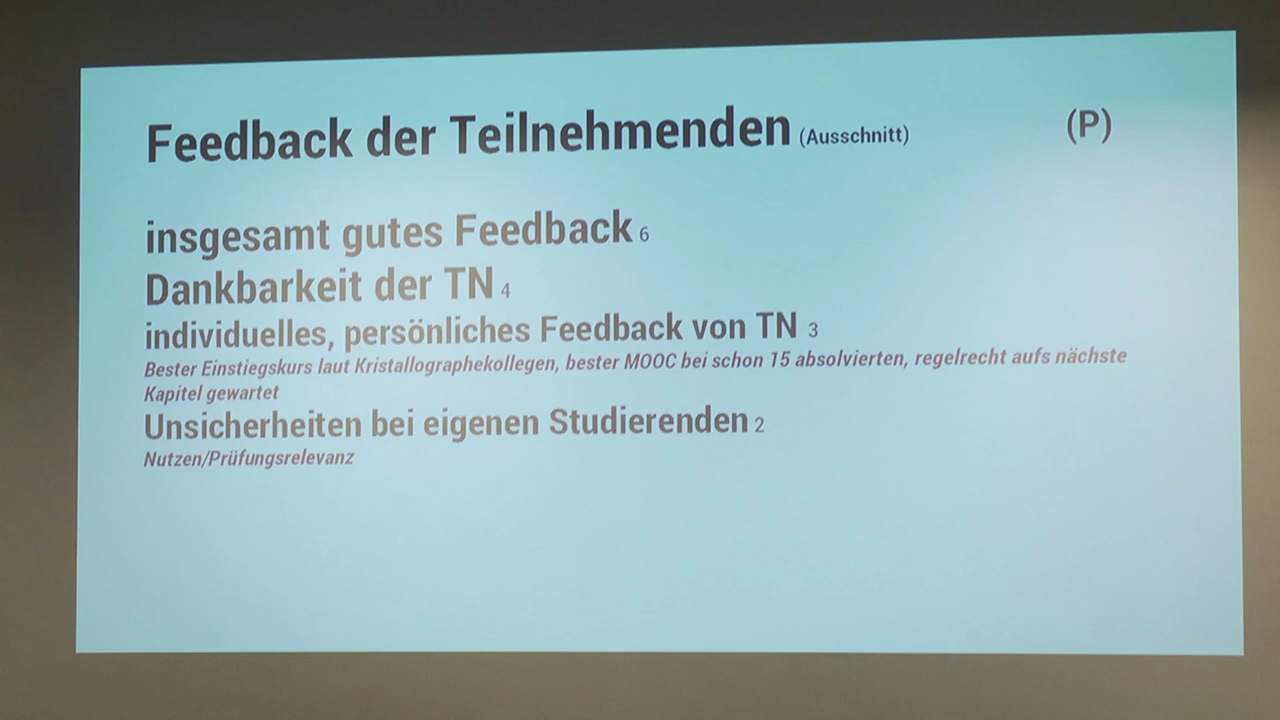 Feedback der Teilnehmenden (Ausschnitt) (P)
insgesamt gutes Feedback 6
Dankbarkeit der TN 4
individuelles, persönliches Feedback von TN 3
Bester Einstiegskurs laut Kristallographekollegen, bester MOOC bei schon 15 absolvierten, regelrecht aufs nächste
Kapitel gewartet
Unsicherheiten bei eigenen Studierenden 2
Nutzen/Prüfungsrelevanz